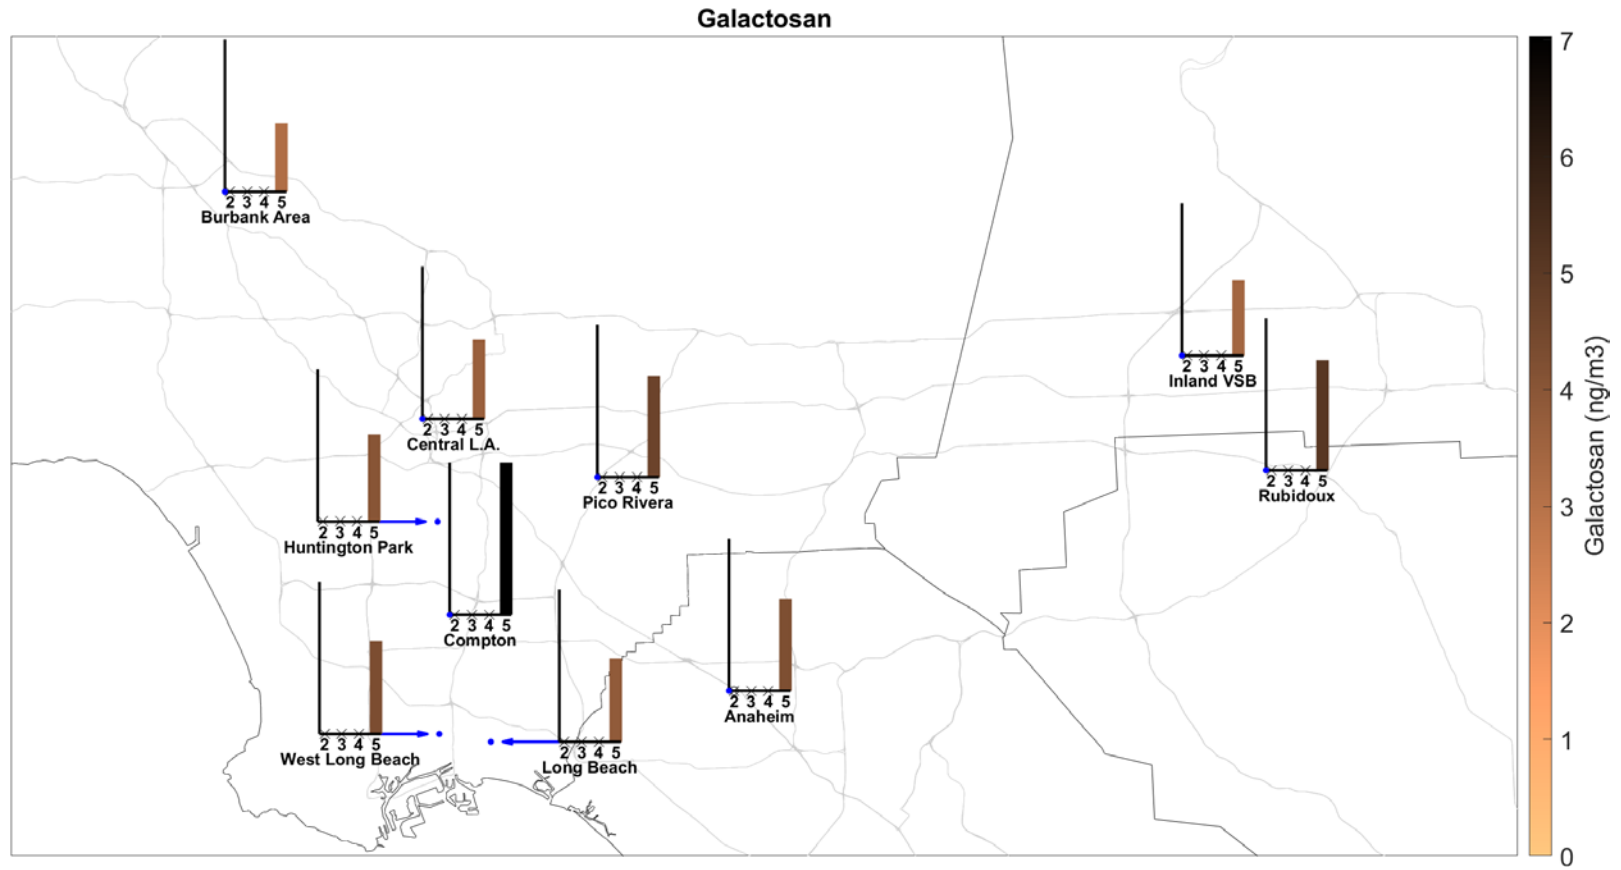 Galactosan
7
6
5
4
3
2
1
0
Galactosan (ng/m3)
2 3 4 5
Burbank Area
2 3 4 5
Inland VSB
2 3 4 5
Central L.A.
2 3 4 5
Rubidoux
2 3 4 5
Pico Rivera
2 3 4 5
Huntington Park
2 3 4 5
Compton
2 3 4 5
Anaheim
2 3 4 5
West Long Beach
2 3 4 5
Long Beach